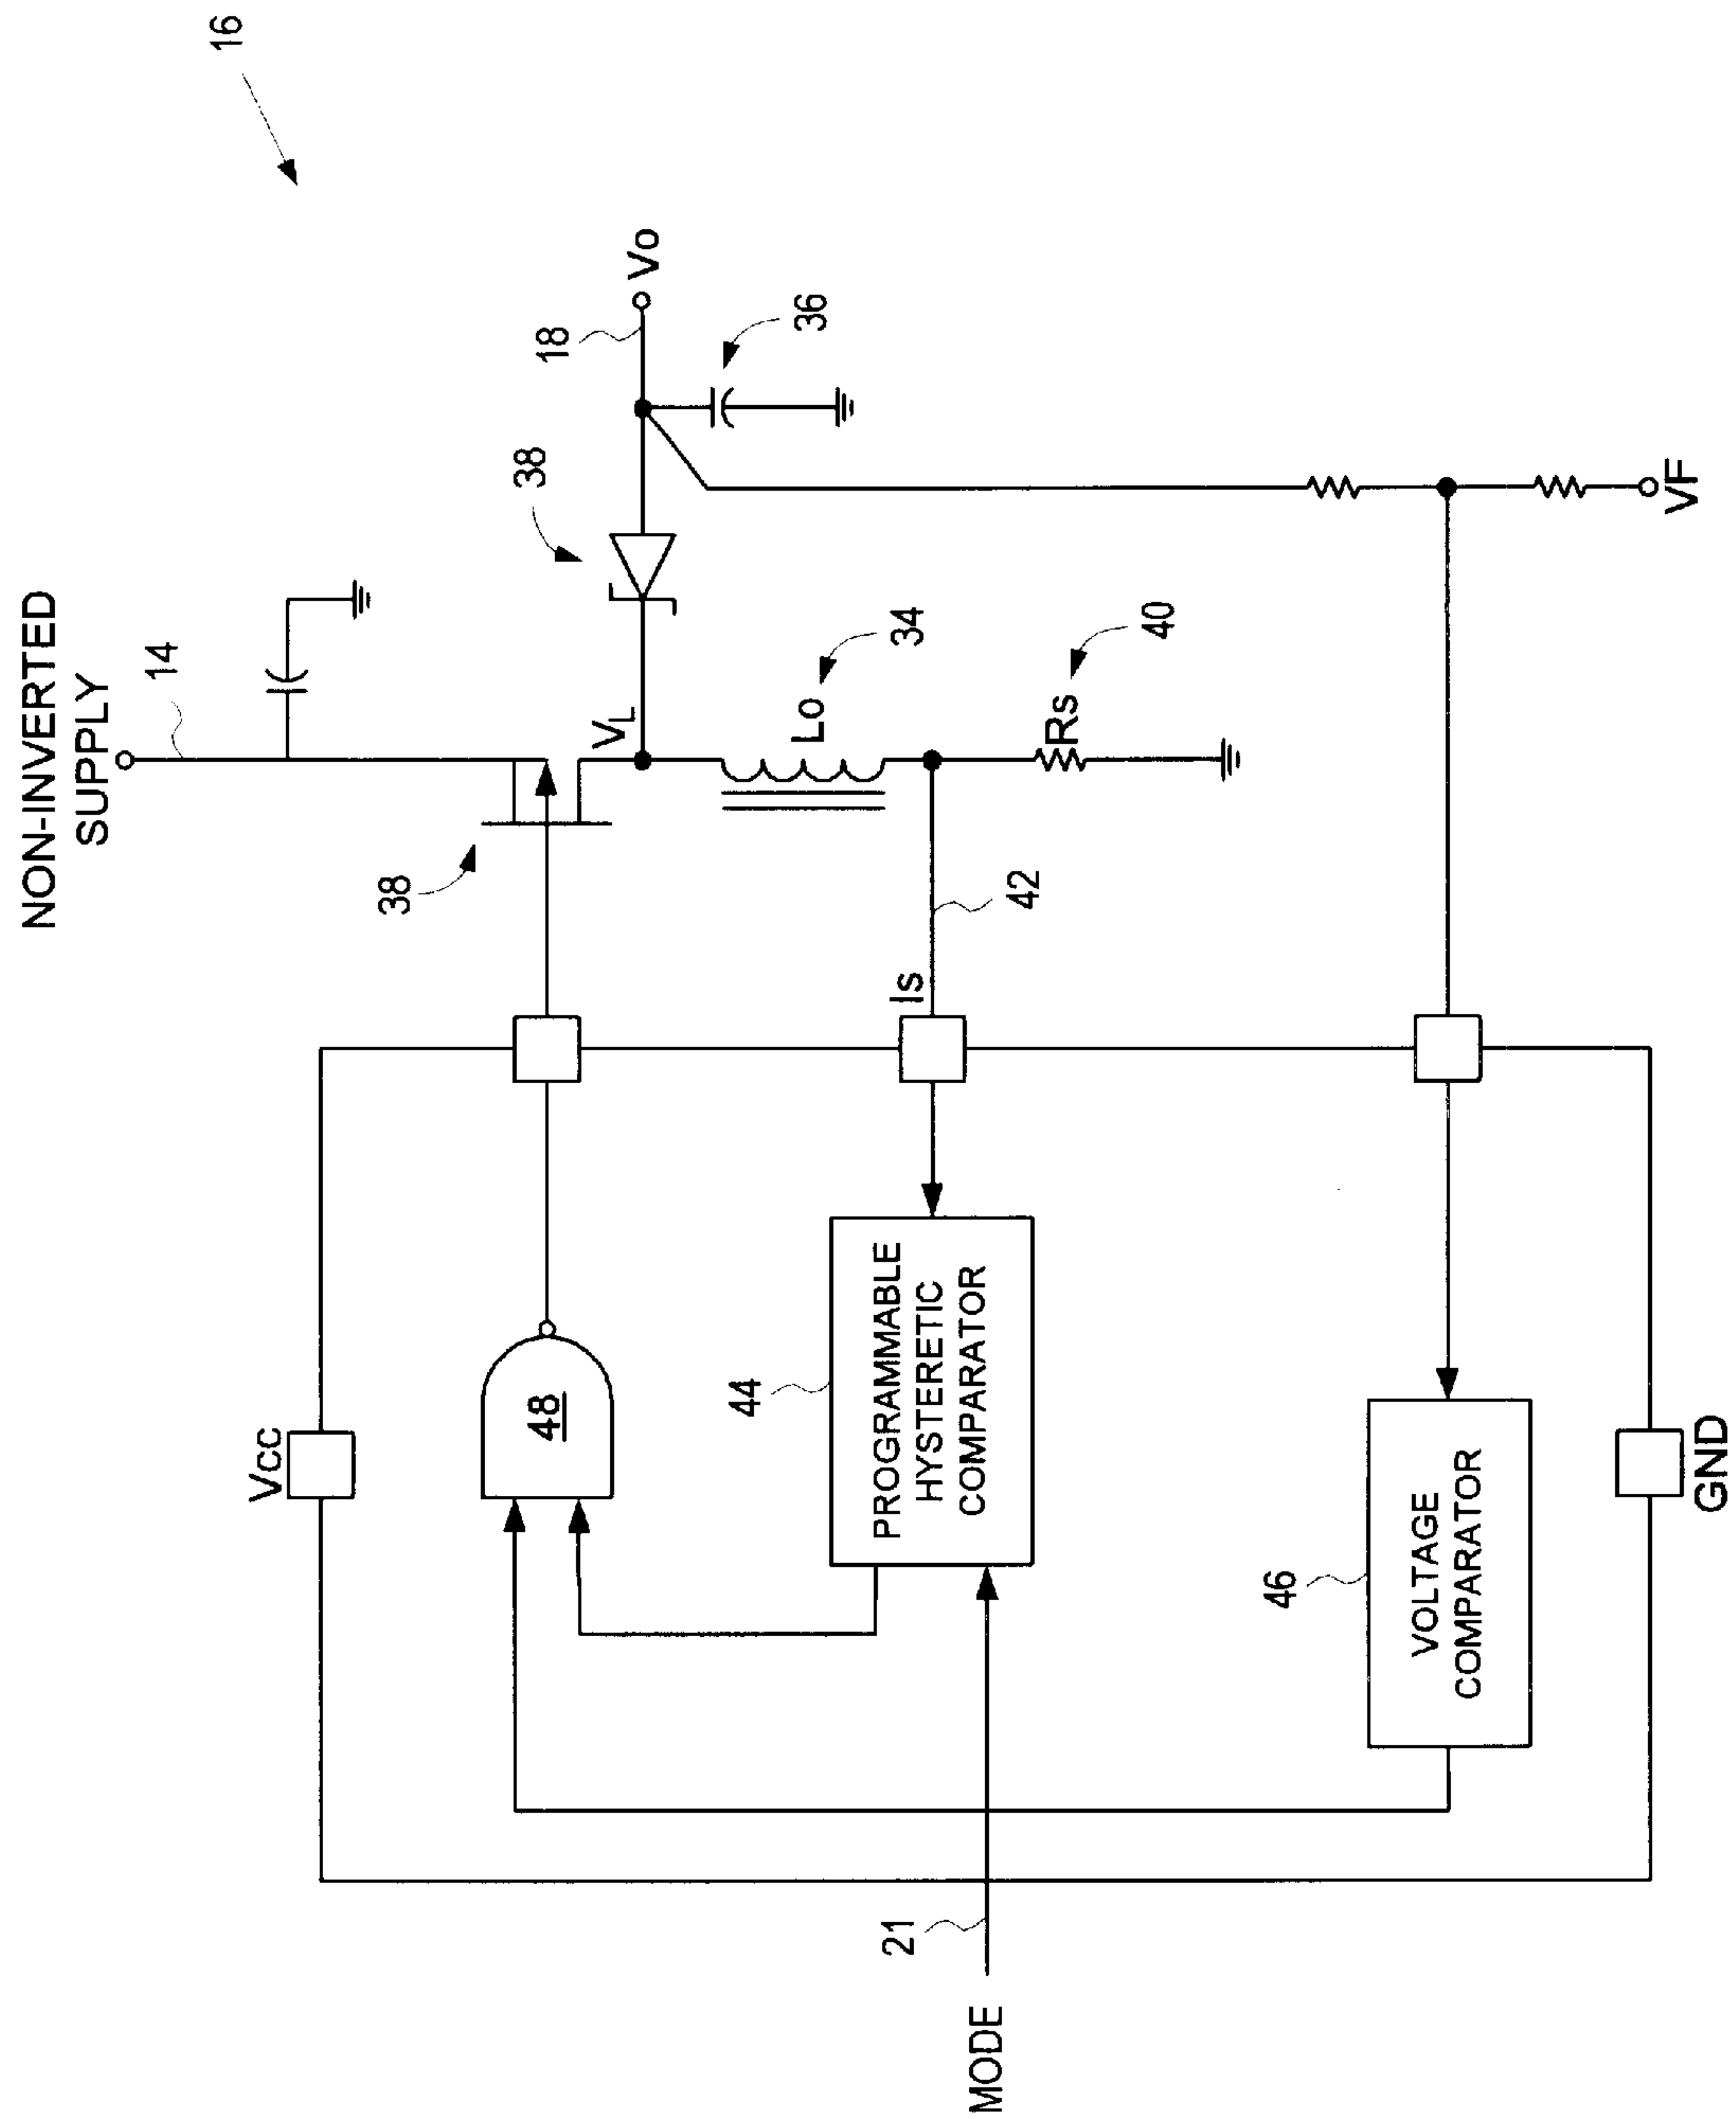 16
NON-INVERTED
SUPPLY
14
38
VL
38
18
Vo
36
Lo
34
Rs
40
42
Is
VF
Vcc
48
44
PROGRAMMABLE
HYSTERETIC
COMPARATOR
46
VOLTAGE
COMPARATOR
GND
21
MODE